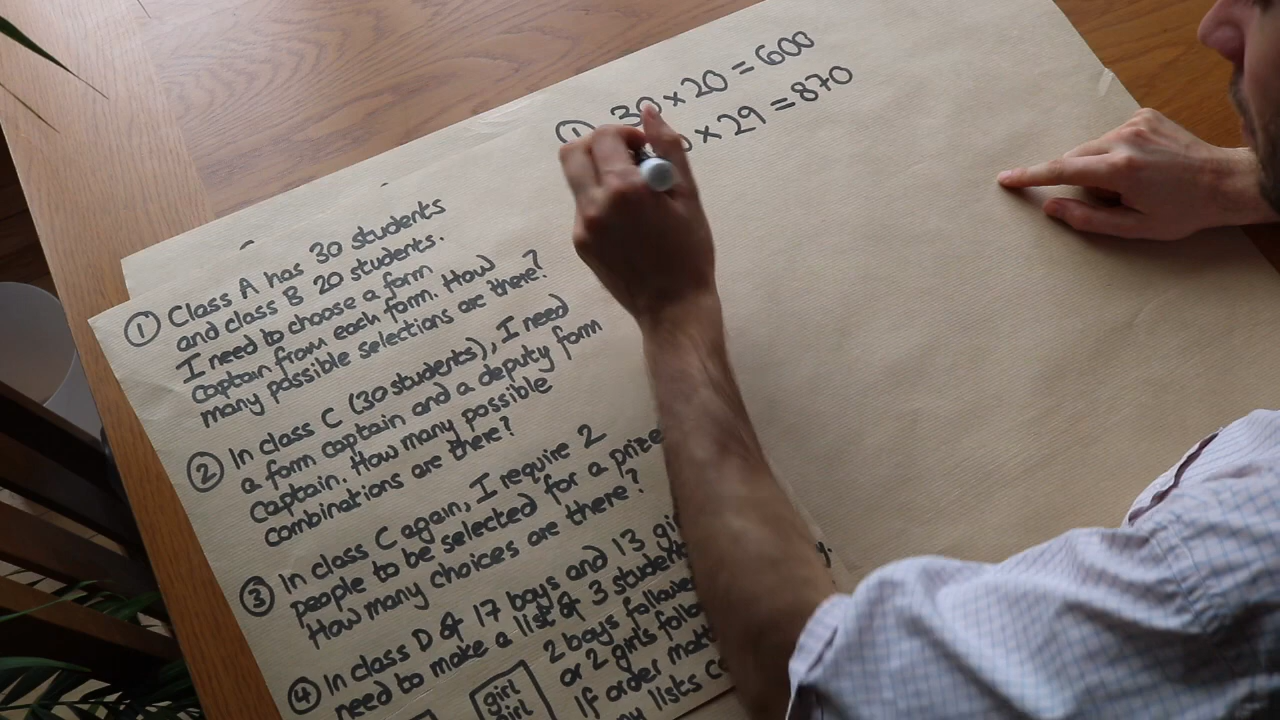 ① 30 × 20 = 600
× 29 = 870
① Class A has 30 students
and class B 20 students.
I need to choose a form
captain from each form. How
many possible selections are there?
② In class C (30 students), I need
a form captain and a deputy form
captain. How many possible
combinations are there?
③ In class C again, I require 2
people to be selected for a prize
How many choices are there?
④ In class D of 17 boys and 13
need to make a list of 3
2 boys
or 2 girls
If order
girl